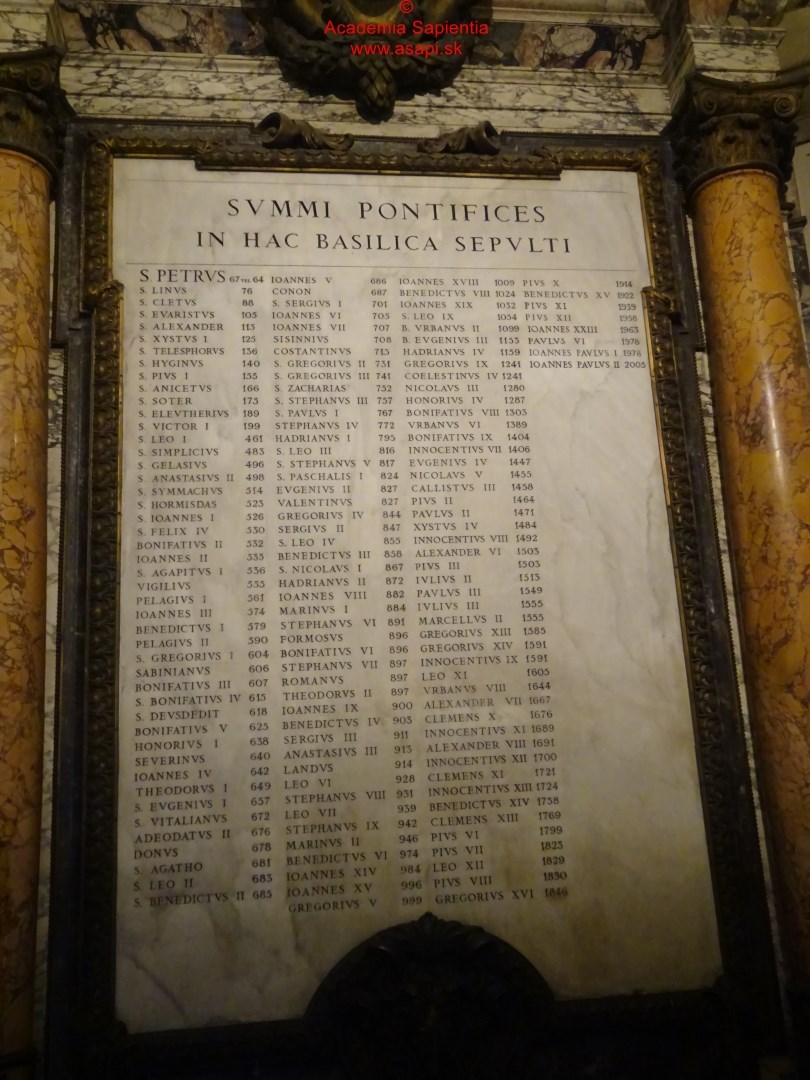 ©
Academia Sapientia
www.asapi.sk
SVMMI PONTIFICES
IN HAC BASILICA SEPVLTI
S. PETRVS 67 VEL 64
S. LINVS 76
S. CLETVS 88
S. EVARISTVS 105
S. ALEXANDER 115
S. XYSTVS I 125
S. TELESPHORVS 136
S. HYGINVS 140
S. PIVS I 155
S. ANICETVS 166
S. SOTER 175
S. ELEVTHERIVS 189
S. VICTOR I 199
S. LEO I 461
S. SIMPLICIVS 483
S. GELASIVS 496
S. ANASTASIVS II 498
S. SYMMACHVS 514
S. HORMISDAS 523
S. IOANNES I 526
S. FELIX IV 530
BONIFATIVS II 532
IOANNES II 535
S. AGAPITVS I 536
VIGILIVS 555
PELAGIVS I 561
IOANNES III 574
BENEDICTVS I 579
PELAGIVS II 590
S. GREGORIVS I 604
SABINIANVS 606
BONIFATIVS III 607
S. BONIFATIVS IV 615
S. DEVSDEDIT 618
BONIFATIVS V 625
HONORIVS I 638
SEVERINVS 640
IOANNES IV 642
THEODORVS I 649
S. EVGENIVS I 657
S. VITALIANVS 672
ADEODATVS II 676
DONVS 678
S. AGATHO 681
S. LEO II 683
S. BENEDICTVS II 685
IOANNES V 686
CONON 687
S. SERGIVS I 701
IOANNES VI 705
IOANNES VII 707
SISINNIVS 708
COSTANTINVS 715
S. GREGORIVS II 731
S. GREGORIVS III 741
S. ZACHARIAS 752
S. STEPHANVS III 757
S. PAVLVS I 767
STEPHANVS IV 772
HADRIANVS I 795
S. LEO III 816
S. STEPHANVS V 817
S. PASCHALIS I 824
EVGENIVS II 827
VALENTINVS 827
GREGORIVS IV 844
SERGIVS II 847
S. LEO IV 855
BENEDICTVS III 858
S. NICOLAVS I 867
HADRIANVS II 872
IOANNES VIII 882
MARINVS I 884
STEPHANVS VI 891
FORMOSVS 896
BONIFATIVS VI 896
STEPHANVS VII 897
ROMANVS 897
THEODORVS II 897
IOANNES IX 900
BENEDICTVS IV 903
SERGIVS III 911
ANASTASIVS III 913
LANDVS 914
LEO VI 928
STEPHANVS VIII 931
LEO VII 939
STEPHANVS IX 942
MARINVS II 946
BENEDICTVS VI 974
IOANNES XIV 984
IOANNES XV 996
GREGORIVS V 999
IOANNES XVIII 1009
BENEDICTVS VIII 1024
IOANNES XIX 1032
S. LEO IX 1054
B. VRBANVS II 1099
B. EVGENIVS III 1153
HADRIANVS IV 1159
GREGORIVS IX 1241
COELESTINVS IV 1241
NICOLAVS III 1280
HONORIVS IV 1287
BONIFATIVS VIII 1303
VRBANVS VI 1389
BONIFATIVS IX 1404
INNOCENTIVS VII 1406
EVGENIVS IV 1447
NICOLAVS V 1455
CALLISTVS III 1458
PIVS II 1464
PAVLVS II 1471
XYSTVS IV 1484
INNOCENTIVS VIII 1492
ALEXANDER VI 1503
PIVS III 1503
IVLIVS II 1513
PAVLVS III 1549
IVLIVS III 1555
MARCELLVS II 1555
GREGORIVS XIII 1585
GREGORIVS XIV 1591
INNOCENTIVS IX 1591
LEO XI 1605
VRBANVS VIII 1644
ALEXANDER VII 1667
CLEMENS X 1676
INNOCENTIVS XI 1689
ALEXANDER VIII 1691
INNOCENTIVS XII 1700
CLEMENS XI 1721
INNOCENTIVS XIII 1724
BENEDICTVS XIV 1758
CLEMENS XIII 1769
PIVS VI 1799
PIVS VII 1823
LEO XII 1829
PIVS VIII 1830
GREGORIVS XVI 1846
PIVS X 1914
BENEDICTVS XV 1922
PIVS XI 1939
PIVS XII 1958
IOANNES XXIII 1963
PAVLVS VI 1978
IOANNES PAVLVS I 1978
IOANNES PAVLVS II 2005